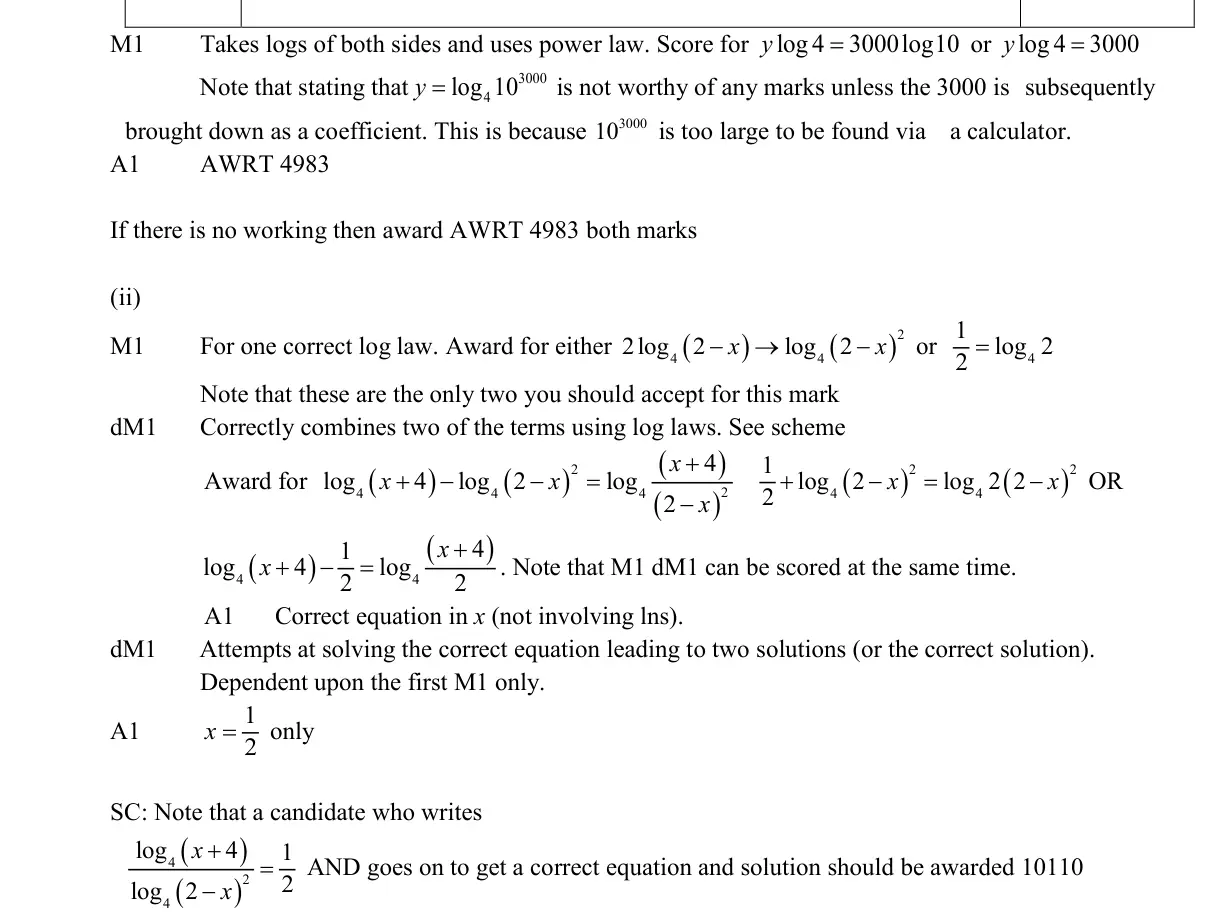 M1 Takes logs of both sides and uses power law. Score for y log 4 = 3000 log10 or y log 4 = 3000
Note that stating that y = log₄ 10³⁰⁰⁰ is not worthy of any marks unless the 3000 is subsequently
brought down as a coefficient. This is because 10³⁰⁰⁰ is too large to be found via a calculator.
A1 AWRT 4983
If there is no working then award AWRT 4983 both marks
(ii)
M1 For one correct log law. Award for either 2 log₄ (2 − x) → log₄ (2 − x)² or 1/2 = log₄ 2
Note that these are the only two you should accept for this mark
dM1 Correctly combines two of the terms using log laws. See scheme
Award for log₄ (x + 4) − log₄ (2 − x)² = log₄ (x + 4)/(2 − x)² 1/2 + log₄ (2 − x)² = log₄ 2(2 − x)² OR
log₄ (x + 4) − 1/2 = log₄ (x + 4)/2 . Note that M1 dM1 can be scored at the same time.
A1 Correct equation in x (not involving lns).
dM1 Attempts at solving the correct equation leading to two solutions (or the correct solution).
Dependent upon the first M1 only.
A1 x = 1/2 only
SC: Note that a candidate who writes
log₄ (x + 4)/log₄ (2 − x)² = 1/2 AND goes on to get a correct equation and solution should be awarded 10110